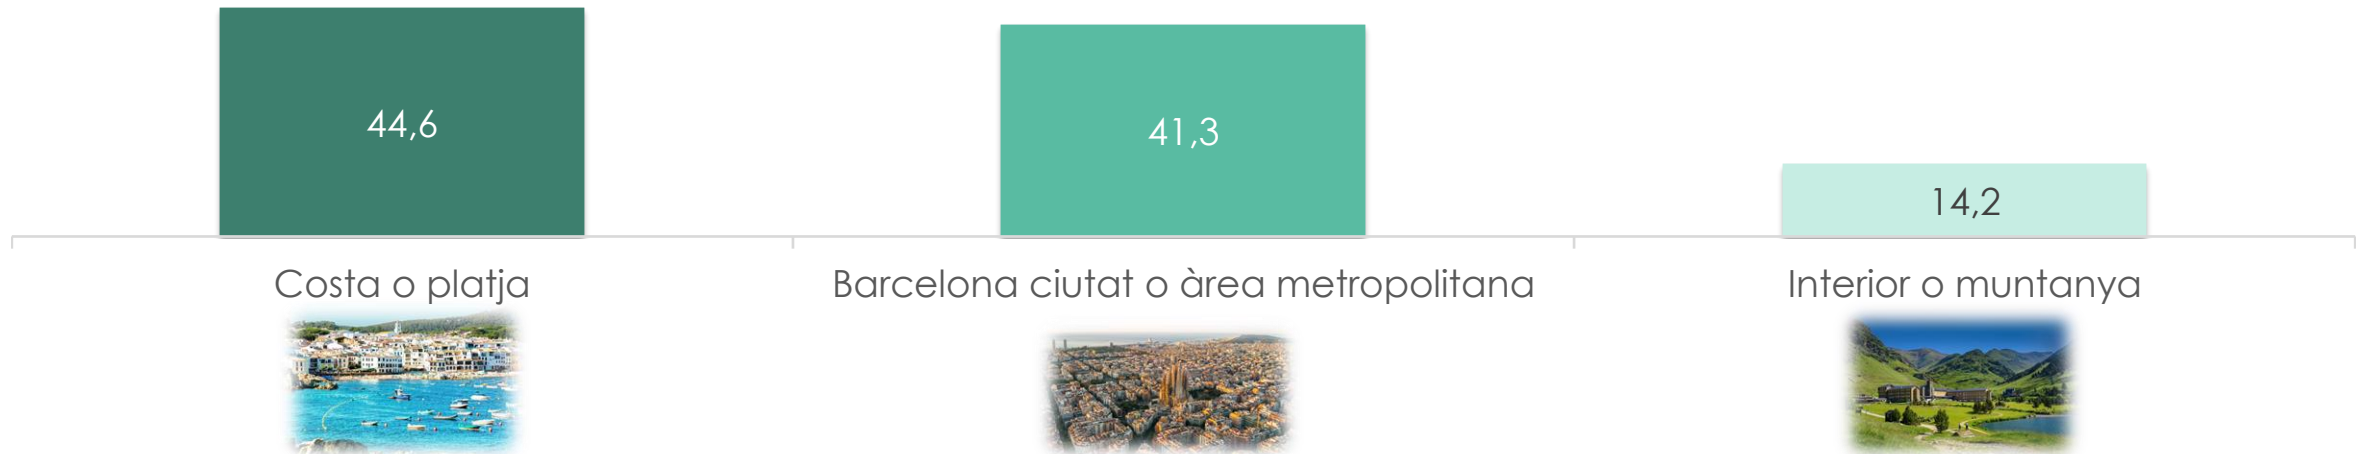 44,6
41,3
14,2
Costa o platja
Barcelona ciutat o àrea metropolitana
Interior o muntanya